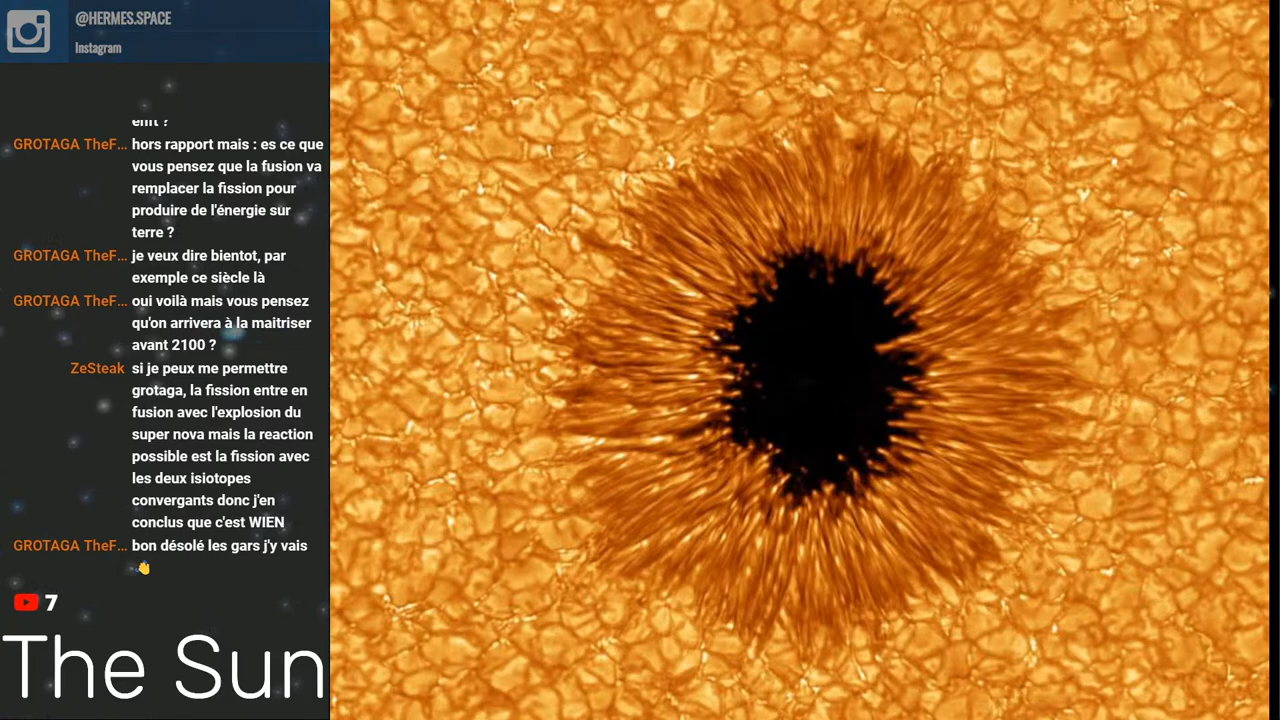 @HERMES.SPACE
Instagram
GROTAGA TheF... hors rapport mais : es ce que
vous pensez que la fusion va
remplacer la fission pour
produire de l'énergie sur
terre ?
GROTAGA TheF... je veux dire bientot, par
exemple ce siècle là
GROTAGA TheF... oui voilà mais vous pensez
qu'on arrivera à la maitriser
avant 2100 ?
ZeSteak si je peux me permettre
grotaga, la fission entre en
fusion avec l'explosion du
super nova mais la reaction
possible est la fission avec
les deux isiotopes
convergants donc j'en
conclus que c'est WIEN
GROTAGA TheF... bon désolé les gars j'y vais
👋
7
The Sun